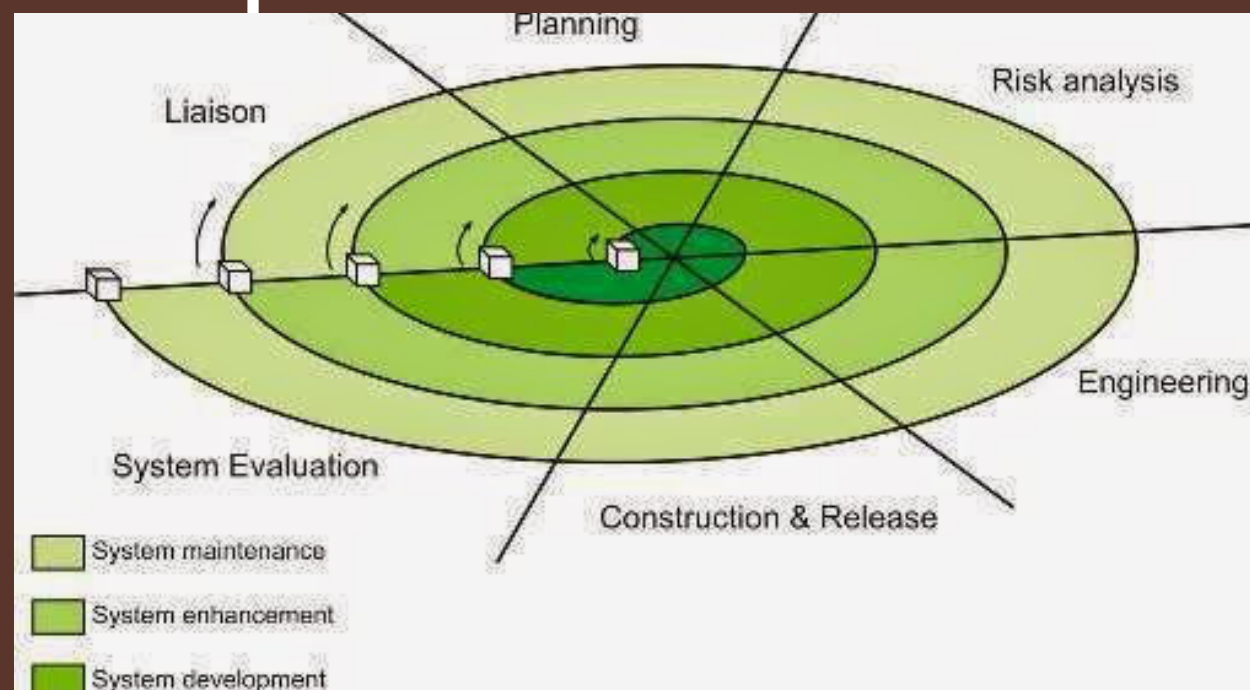 Planning
Risk analysis
Liaison
Engineering
System Evaluation
Construction & Release
System maintenance
System enhancement
System development